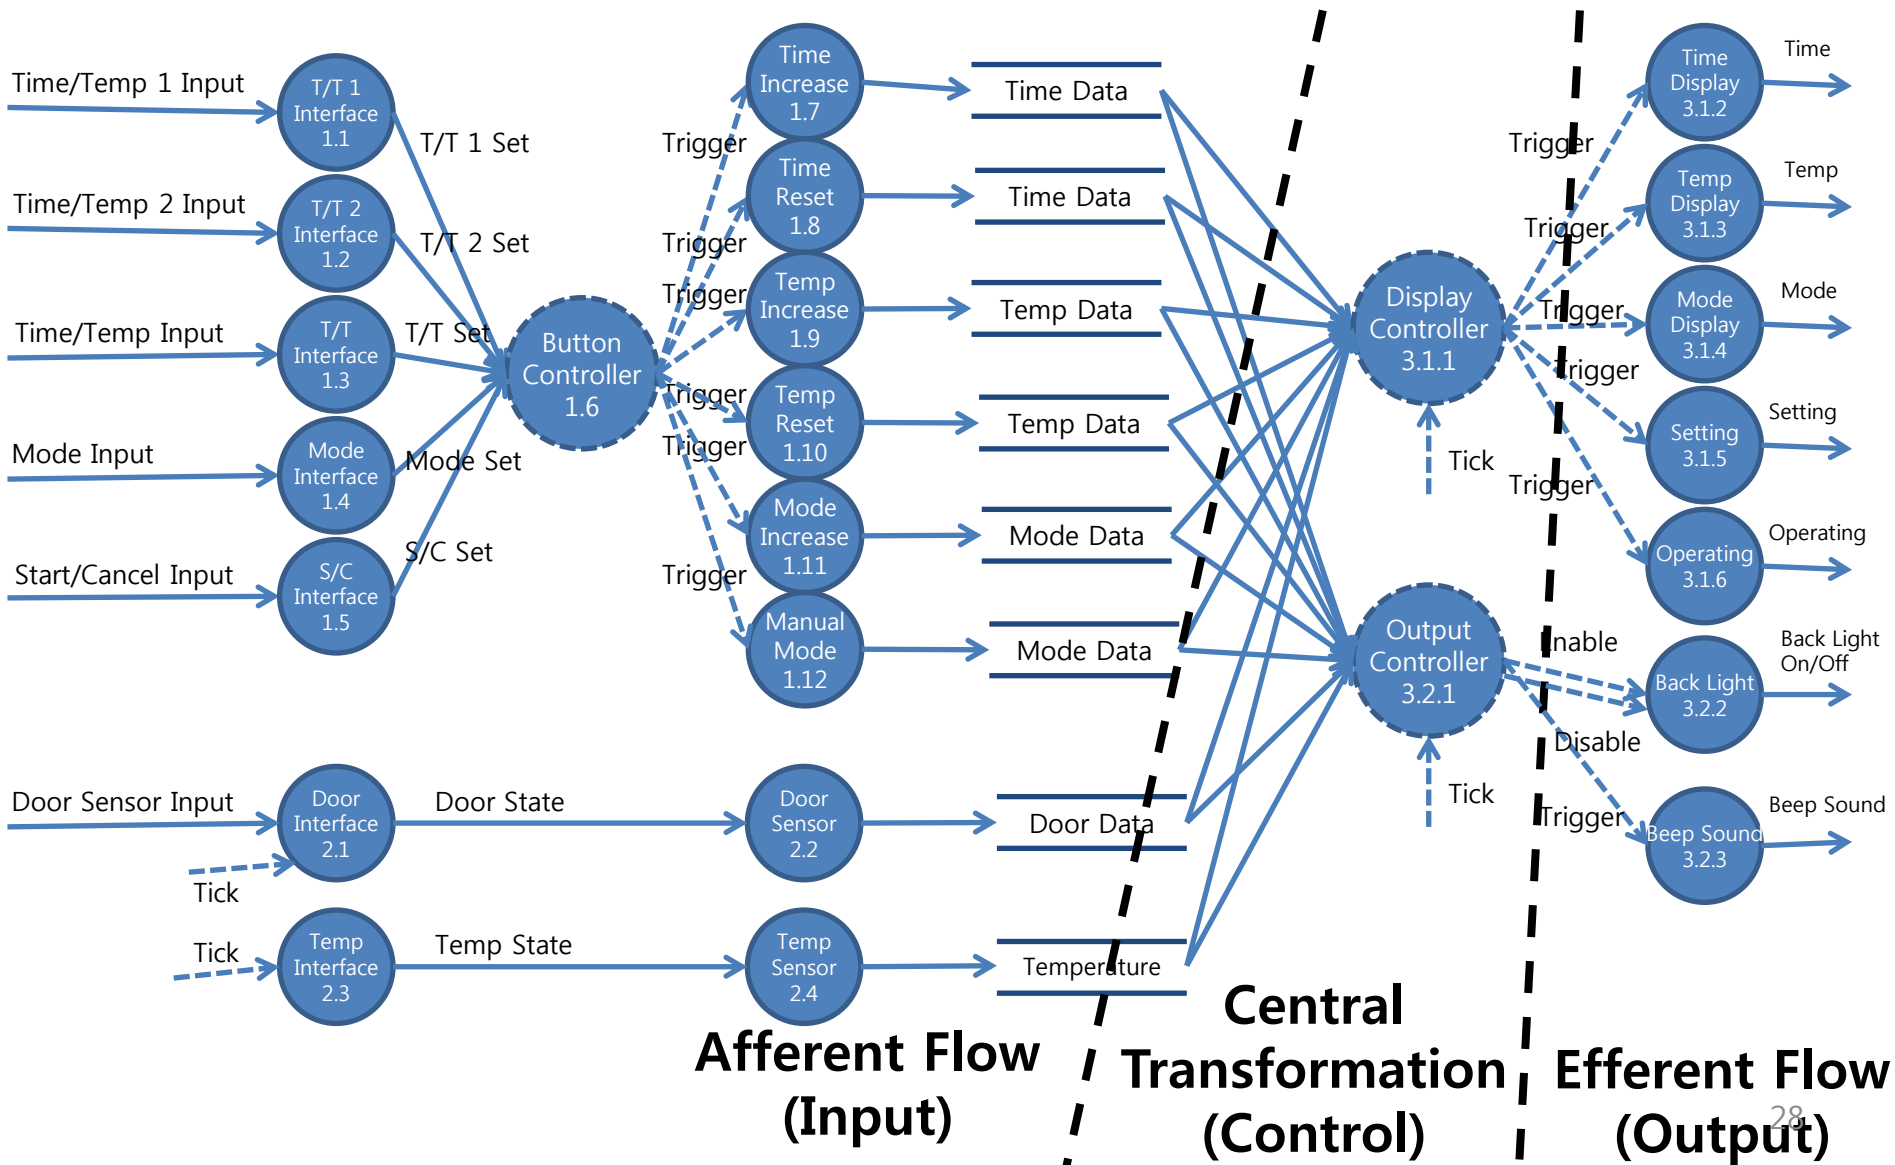 Time/Temp 1 Input
Time/Temp 2 Input
Time/Temp Input
Mode Input
Start/Cancel Input
Door Sensor Input
Tick
Tick
T/T 1
Interface
1.1
T/T 2
Interface
1.2
T/T
Interface
1.3
Mode
Interface
1.4
S/C
Interface
1.5
Door
Interface
2.1
Temp
Interface
2.3
T/T 1 Set
T/T 2 Set
T/T Set
Mode Set
S/C Set
Door State
Temp State
Button
Controller
1.6
Trigger
Trigger
Trigger
Trigger
Trigger
Trigger
Time
Increase
1.7
Time
Reset
1.8
Temp
Increase
1.9
Temp
Reset
1.10
Mode
Increase
1.11
Manual
Mode
1.12
Door
Sensor
2.2
Temp
Sensor
2.4
Time Data
Time Data
Temp Data
Temp Data
Mode Data
Mode Data
Door Data
Temperature
Display
Controller
3.1.1
Tick
Output
Controller
3.2.1
Tick
Trigger
Trigger
Trigger
Trigger
Trigger
Enable
Disable
Trigger
Time
Display
3.1.2
Temp
Display
3.1.3
Mode
Display
3.1.4
Setting
3.1.5
Operating
3.1.6
Back Light
3.2.2
Beep Sound
3.2.3
Time
Temp
Mode
Setting
Operating
Back Light
On/Off
Beep Sound
Afferent Flow
(Input)
Central
Transformation
(Control)
Efferent Flow
(Output)
28